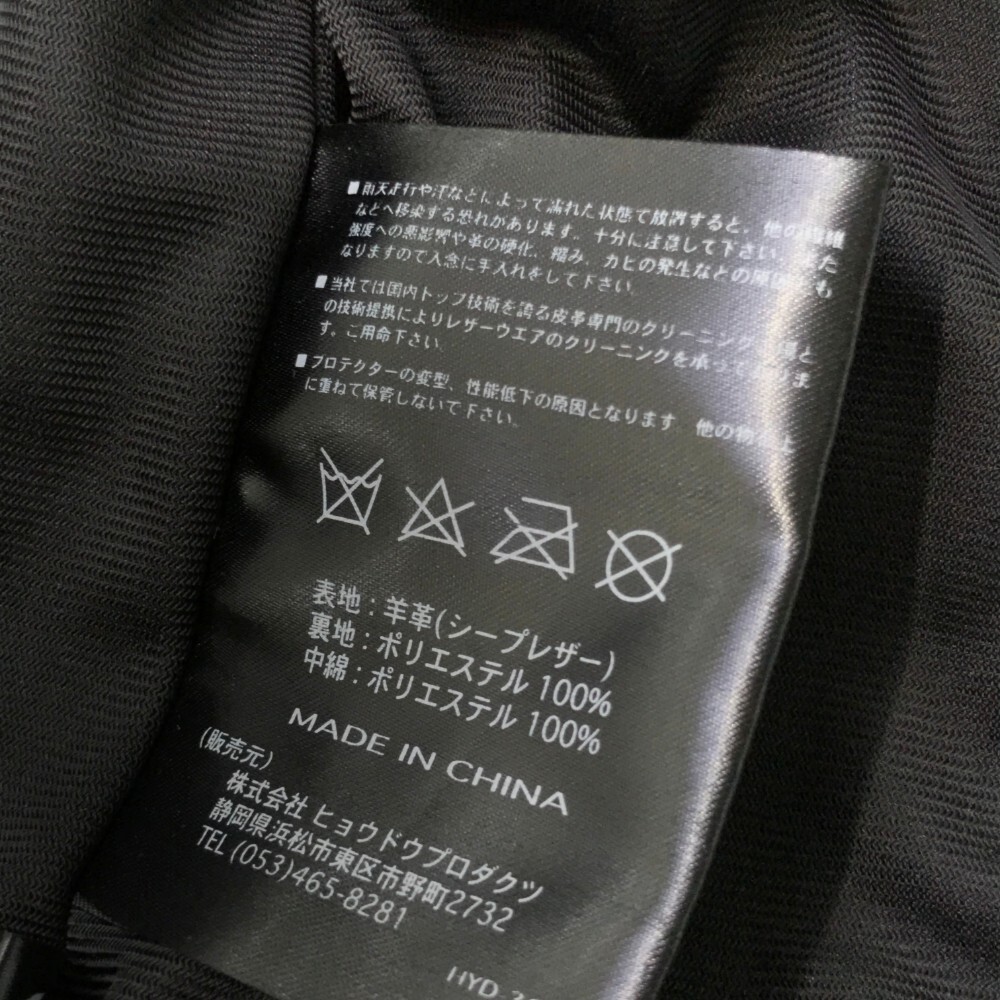 ■雨天走行や汗などによって濡れた状態で放置すると、他の
などへ移染する恐れがあります。十分に注意して下さい。また
強度への悪影響や革の硬化、縮み、カビの発生などの
なりますので入念に手入れをして下さい。
■当社では国内トップ技術を誇る皮革専門のクリーニング
の技術提携によりレザーウエアのクリーニングを承って
す。ご用命下さい。
■プロテクターの変型、性能低下の原因となります。他の
に重ねて保管しないで下さい。
表地：羊革(シープレザー)
裏地：ポリエステル 100%
中綿：ポリエステル 100%
MADE IN CHINA
(販売元)
株式会社 ヒョウドウプロダクツ
静岡県浜松市東区市野町2732
TEL (053)465-8281